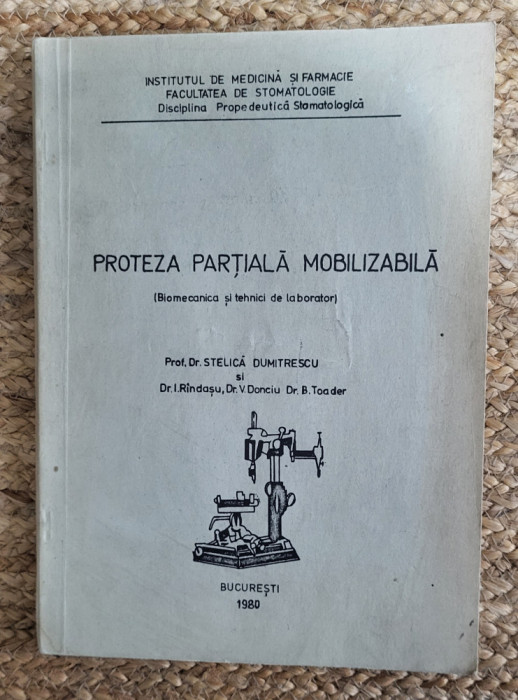 INSTITUTUL DE MEDICINĂ ȘI FARMACIE
FACULTATEA DE STOMATOLOGIE
Disciplina Propedeutică Stomatologică
PROTEZA PARȚIALĂ MOBILIZABILĂ
(Biomecanica și tehnici de laborator)
Prof. Dr. STELICĂ DUMITRESCU
si
Dr. I. Rîndașu, Dr. V. Donciu Dr. B. Toader
BUCUREȘTI
1980